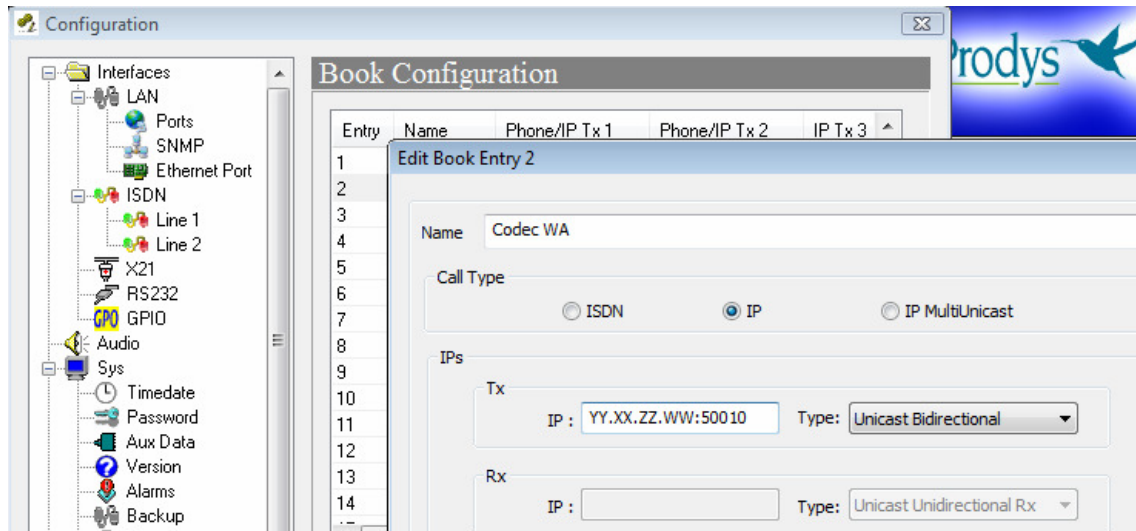 Configuration
Prodys
Interfaces
LAN
Ports
SNMP
Ethernet Port
ISDN
Line 1
Line 2
X21
RS232
GPO GPIO
Audio
Sys
Timedate
Password
Aux Data
Version
Alarms
Backup
Book Configuration
Entry Name Phone/IP Tx 1 Phone/IP Tx 2 IP Tx 3
1
2
3
4
5
6
7
8
9
10
11
12
13
14
Edit Book Entry 2
Name Codec WA
Call Type
ISDN IP IP MultiUnicast
IPs
Tx
IP : YY.XX.ZZ.WW:50010 Type: Unicast Bidirectional
Rx
IP : Type: Unicast Unidirectional Rx